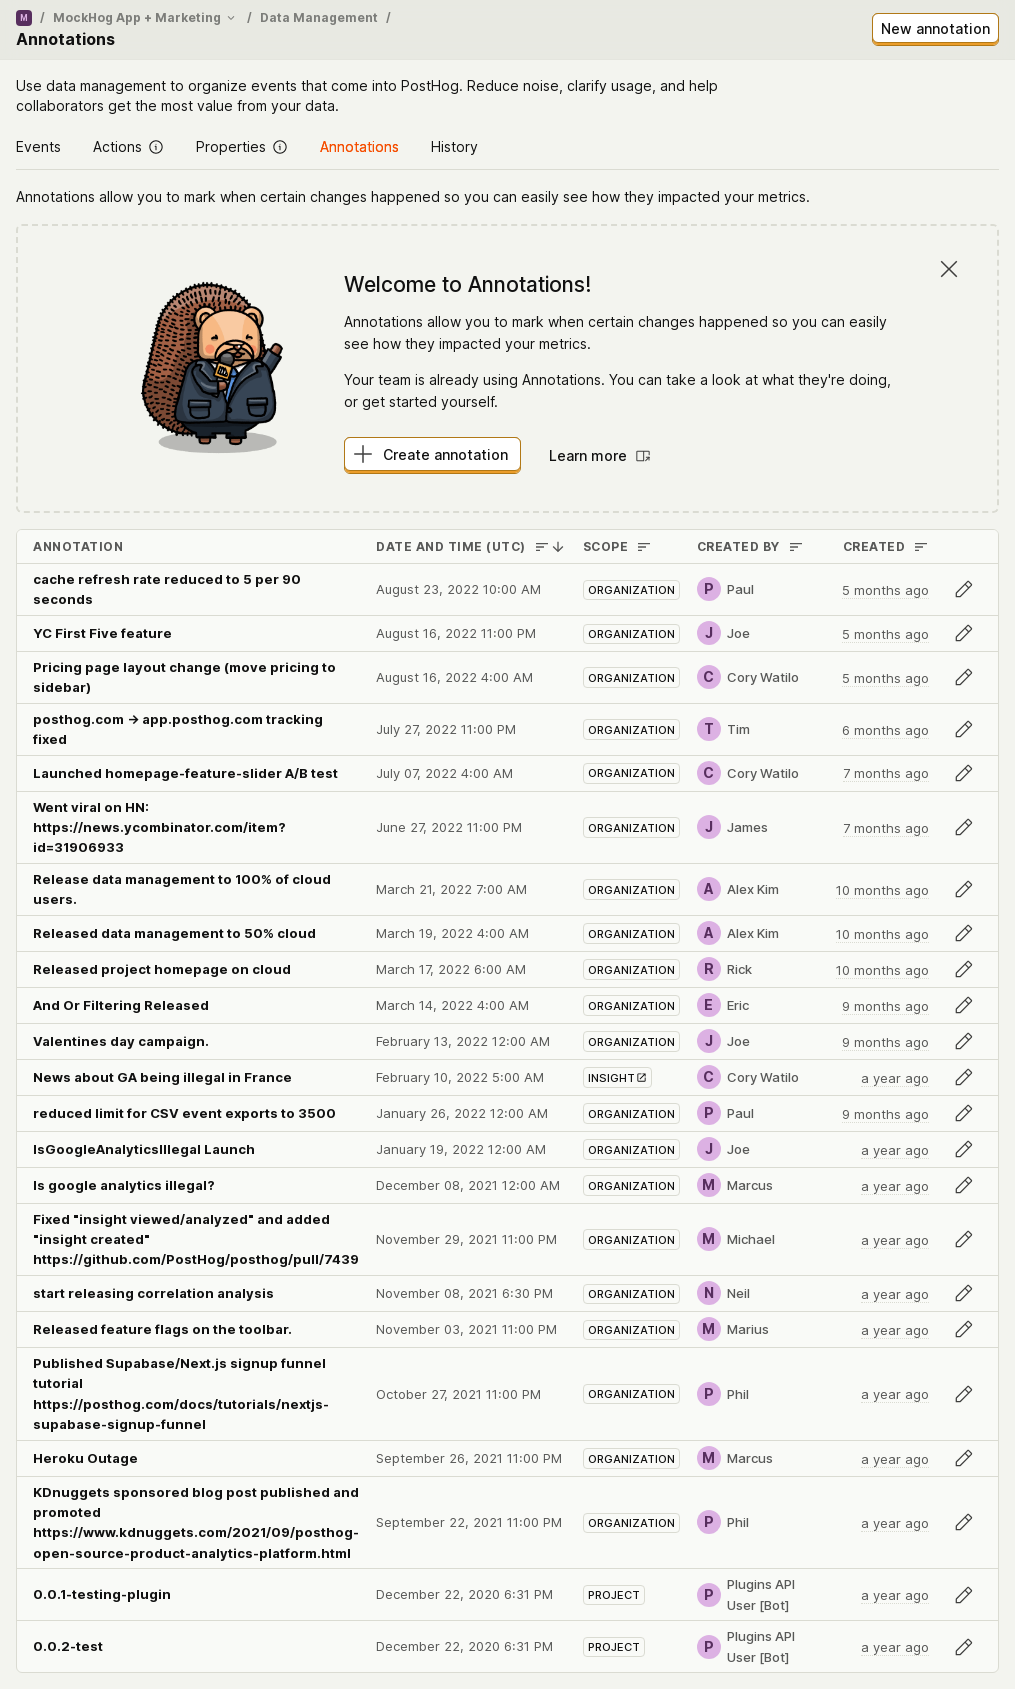 M / MockHog App + Marketing / Data Management /
Annotations
New annotation
Use data management to organize events that come into PostHog. Reduce noise, clarify usage, and help
collaborators get the most value from your data.
Events Actions Properties Annotations History
Annotations allow you to mark when certain changes happened so you can easily see how they impacted your metrics.
Welcome to Annotations!
Annotations allow you to mark when certain changes happened so you can easily
see how they impacted your metrics.
Your team is already using Annotations. You can take a look at what they're doing,
or get started yourself.
Create annotation Learn more
ANNOTATION DATE AND TIME (UTC) SCOPE CREATED BY CREATED
cache refresh rate reduced to 5 per 90
seconds
August 23, 2022 10:00 AM ORGANIZATION P Paul 5 months ago
YC First Five feature August 16, 2022 11:00 PM ORGANIZATION J Joe 5 months ago
Pricing page layout change (move pricing to
sidebar)
August 16, 2022 4:00 AM ORGANIZATION C Cory Watilo 5 months ago
posthog.com → app.posthog.com tracking
fixed
July 27, 2022 11:00 PM ORGANIZATION T Tim 6 months ago
Launched homepage-feature-slider A/B test July 07, 2022 4:00 AM ORGANIZATION C Cory Watilo 7 months ago
Went viral on HN:
https://news.ycombinator.com/item?
id=31906933
June 27, 2022 11:00 PM ORGANIZATION J James 7 months ago
Release data management to 100% of cloud
users.
March 21, 2022 7:00 AM ORGANIZATION A Alex Kim 10 months ago
Released data management to 50% cloud March 19, 2022 4:00 AM ORGANIZATION A Alex Kim 10 months ago
Released project homepage on cloud March 17, 2022 6:00 AM ORGANIZATION R Rick 10 months ago
And Or Filtering Released March 14, 2022 4:00 AM ORGANIZATION E Eric 9 months ago
Valentines day campaign. February 13, 2022 12:00 AM ORGANIZATION J Joe 9 months ago
News about GA being illegal in France February 10, 2022 5:00 AM INSIGHT C Cory Watilo a year ago
reduced limit for CSV event exports to 3500 January 26, 2022 12:00 AM ORGANIZATION P Paul 9 months ago
IsGoogleAnalyticsIllegal Launch January 19, 2022 12:00 AM ORGANIZATION J Joe a year ago
Is google analytics illegal? December 08, 2021 12:00 AM ORGANIZATION M Marcus a year ago
Fixed "insight viewed/analyzed" and added
"insight created"
https://github.com/PostHog/posthog/pull/7439
November 29, 2021 11:00 PM ORGANIZATION M Michael a year ago
start releasing correlation analysis November 08, 2021 6:30 PM ORGANIZATION N Neil a year ago
Released feature flags on the toolbar. November 03, 2021 11:00 PM ORGANIZATION M Marius a year ago
Published Supabase/Next.js signup funnel
tutorial
https://posthog.com/docs/tutorials/nextjs-
supabase-signup-funnel
October 27, 2021 11:00 PM ORGANIZATION P Phil a year ago
Heroku Outage September 26, 2021 11:00 PM ORGANIZATION M Marcus a year ago
KDnuggets sponsored blog post published and
promoted
https://www.kdnuggets.com/2021/09/posthog-
open-source-product-analytics-platform.html
September 22, 2021 11:00 PM ORGANIZATION P Phil a year ago
0.0.1-testing-plugin December 22, 2020 6:31 PM PROJECT P Plugins API
User [Bot]
a year ago
0.0.2-test December 22, 2020 6:31 PM PROJECT P Plugins API
User [Bot]
a year ago